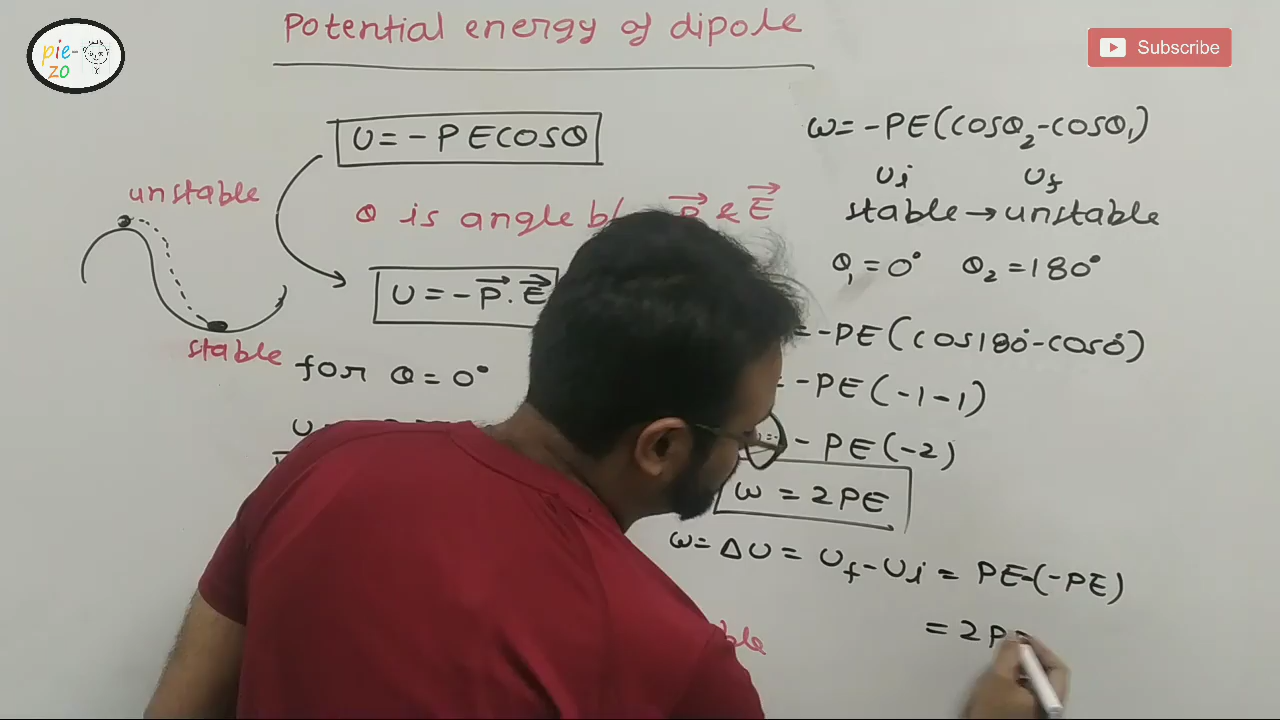 Potential energy of dipole
pie-
zo
Subscribe
U = -PECosθ
unstable
θ is angle b/ & E⃗
U = -P⃗.E⃗
stable
for θ = 0°
U =
ω = -PE(Cosθ₂-Cosθ₁)
Ui Uf
stable → unstable
θ₁ = 0° θ₂ = 180°
= -PE(Cos180°-Cos0°)
= -PE(-1-1)
- PE(-2)
ω = 2PE
ω = ΔU = Uf - Ui = PE-(-PE)
= 2P